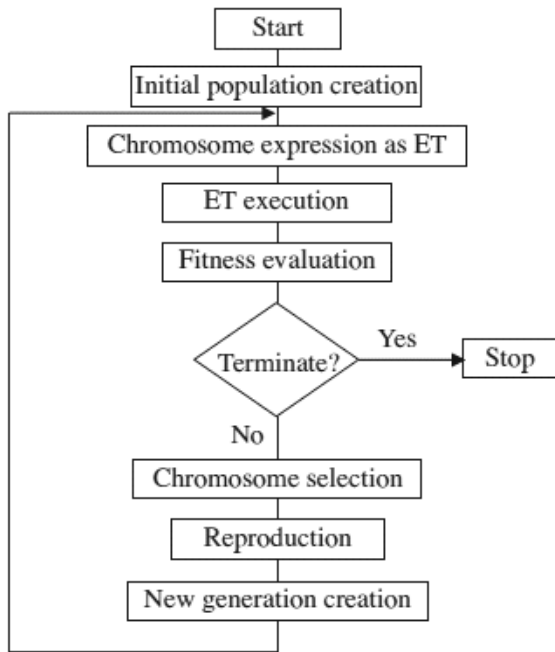 Start
Initial population creation
Chromosome expression as ET
ET execution
Fitness evaluation
Terminate?
Yes
Stop
No
Chromosome selection
Reproduction
New generation creation